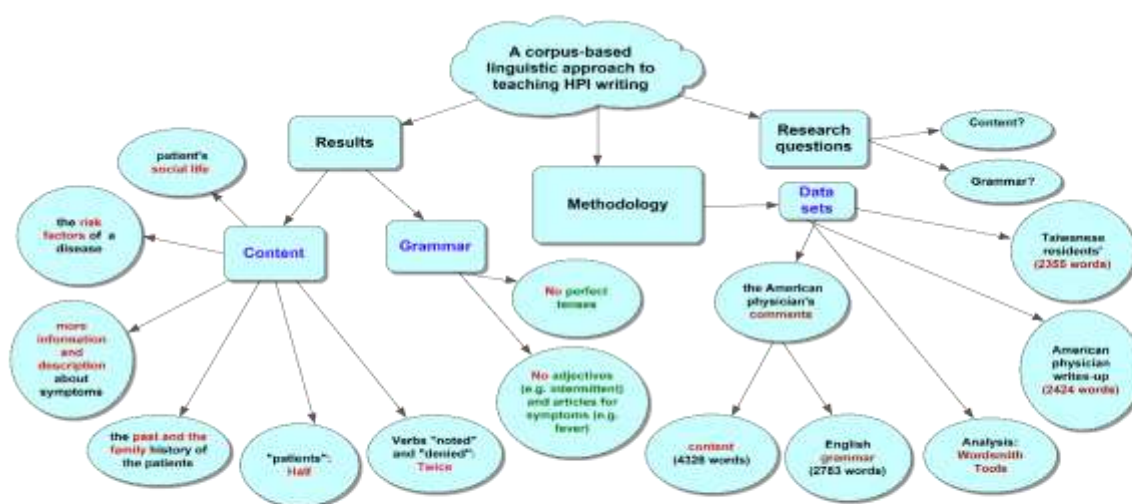 A corpus-based
linguistic approach to
teaching HPI writing
Results
Research
questions
Content?
Grammar?
Methodology
Data
sets
patient's
social life
the risk
factors of a
disease
Content
Grammar
more
information
and
description
about
symptoms
the past and the
family history of
the patients
"patients":
Half
Verbs "noted"
and "denied":
Twice
No perfect
tenses
No adjectives
(e.g. intermittent)
and articles for
symptoms (e.g.
fever)
the American
physician's
comments
content
(4328 words)
English
grammar
(2783 words)
Analysis:
Wordsmith
Tools
American
physician
writes-up
(2424 words)
Taiwanese
residents'
(2355 words)